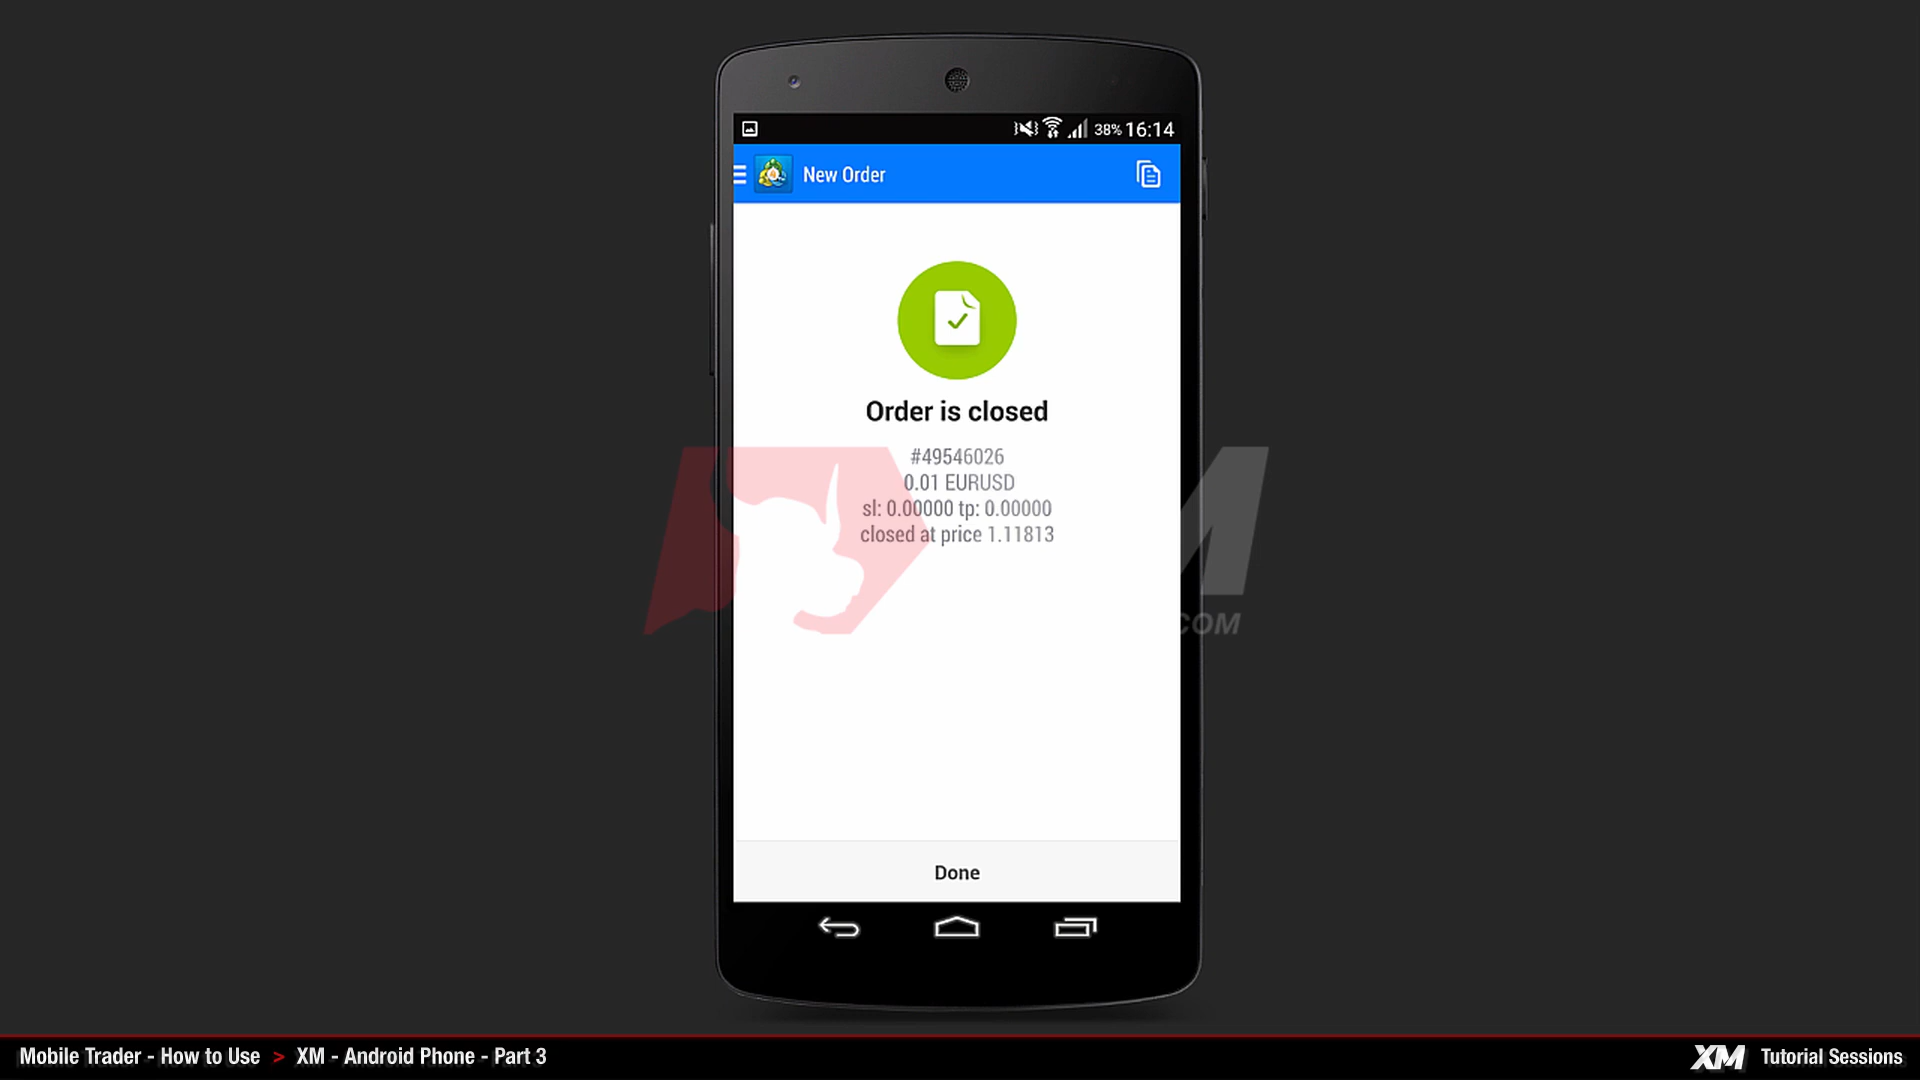 38% 16:14
New Order
Order is closed
#49546026
0.01 EURUSD
sl: 0.00000 tp: 0.00000
closed at price 1.11813
M
.COM
Done
Mobile Trader - How to Use > XM - Android Phone - Part 3
XM Tutorial Sessions